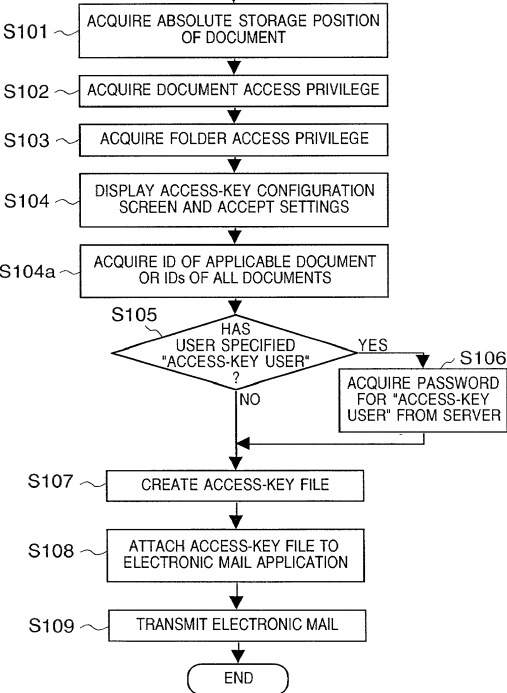 S101
ACQUIRE ABSOLUTE STORAGE POSITION
OF DOCUMENT
S102
ACQUIRE DOCUMENT ACCESS PRIVILEGE
S103
ACQUIRE FOLDER ACCESS PRIVILEGE
S104
DISPLAY ACCESS-KEY CONFIGURATION
SCREEN AND ACCEPT SETTINGS
S104a
ACQUIRE ID OF APPLICABLE DOCUMENT
OR IDs OF ALL DOCUMENTS
S105
HAS
USER SPECIFIED
"ACCESS-KEY USER"
?
YES
NO
S106
ACQUIRE PASSWORD
FOR "ACCESS-KEY
USER" FROM SERVER
S107
CREATE ACCESS-KEY FILE
S108
ATTACH ACCESS-KEY FILE TO
ELECTRONIC MAIL APPLICATION
S109
TRANSMIT ELECTRONIC MAIL
END